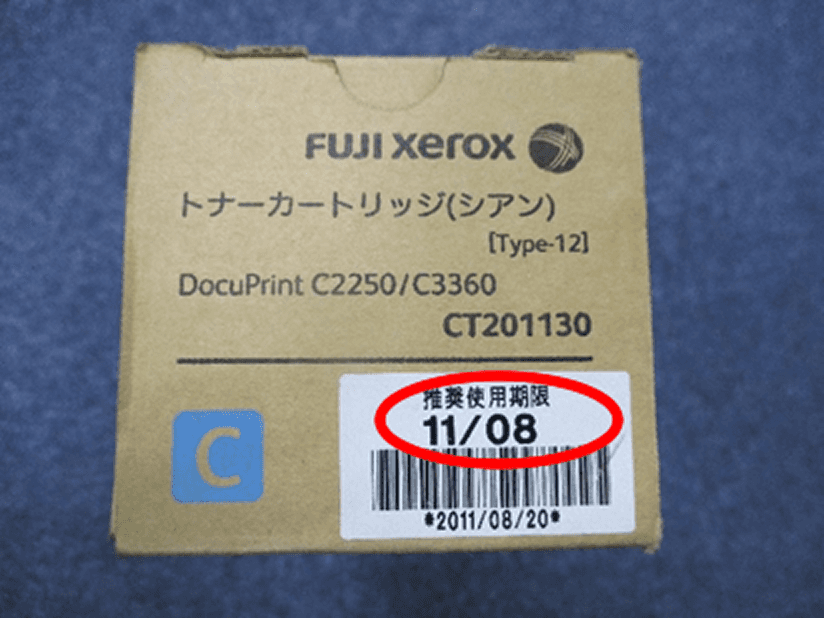 FUJI xerox
トナーカートリッジ(シアン)
[Type-12]
DocuPrint C2250/C3360
CT201130
C
推奨使用期限
11/08
*2011/08/20*